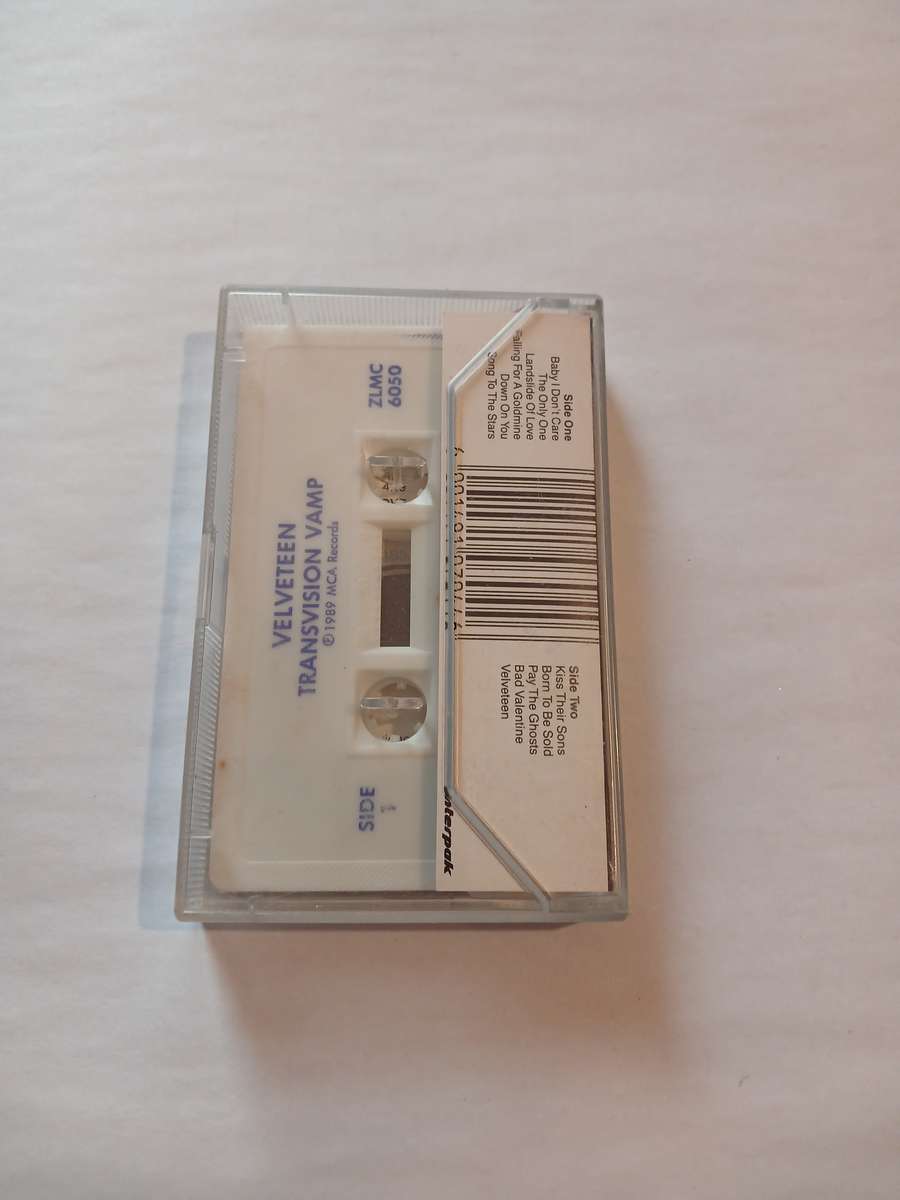 VELVETEEN
TRANSVISION VAMP
℗ 1989 MCA Records
ZLMC
6050
SIDE
1
Side One
Baby I Don't Care
The Only One
Landslide Of Love
Falling For A Goldmine
Down On You
Song To The Stars
Side Two
Kiss Their Sons
Born To Be Sold
Pay The Ghosts
Bad Valentine
Velveteen
interpak